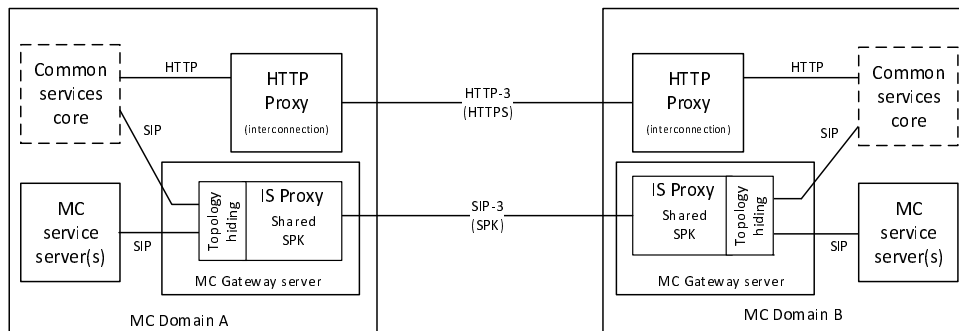 Common
services
core
HTTP
HTTP
Proxy
(interconnection)
SIP
MC
service
server(s)
SIP
Topology
hiding
IS Proxy
Shared
SPK
MC Gateway server
MC Domain A
HTTP-3
(HTTPS)
SIP-3
(SPK)
HTTP
Proxy
(interconnection)
HTTP
Common
services
core
SIP
IS Proxy
Shared
SPK
Topology
hiding
MC Gateway server
SIP
MC
service
server(s)
MC Domain B